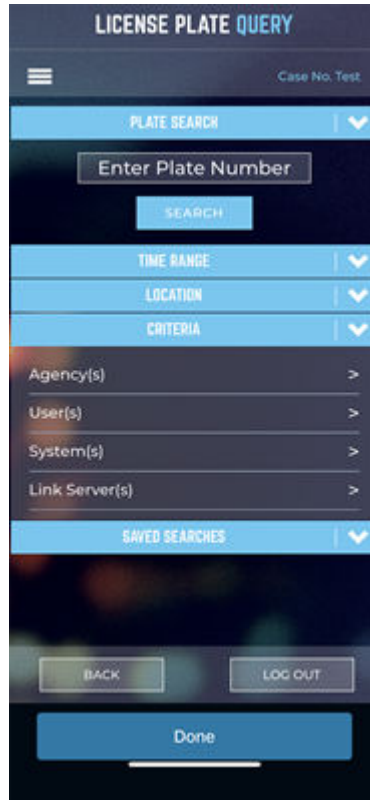 LICENSE PLATE QUERY
Case No. Test
PLATE SEARCH
Enter Plate Number
SEARCH
TIME RANGE
LOCATION
CRITERIA
Agency(s) >
User(s) >
System(s) >
Link Server(s) >
SAVED SEARCHES
BACK LOG OUT
Done